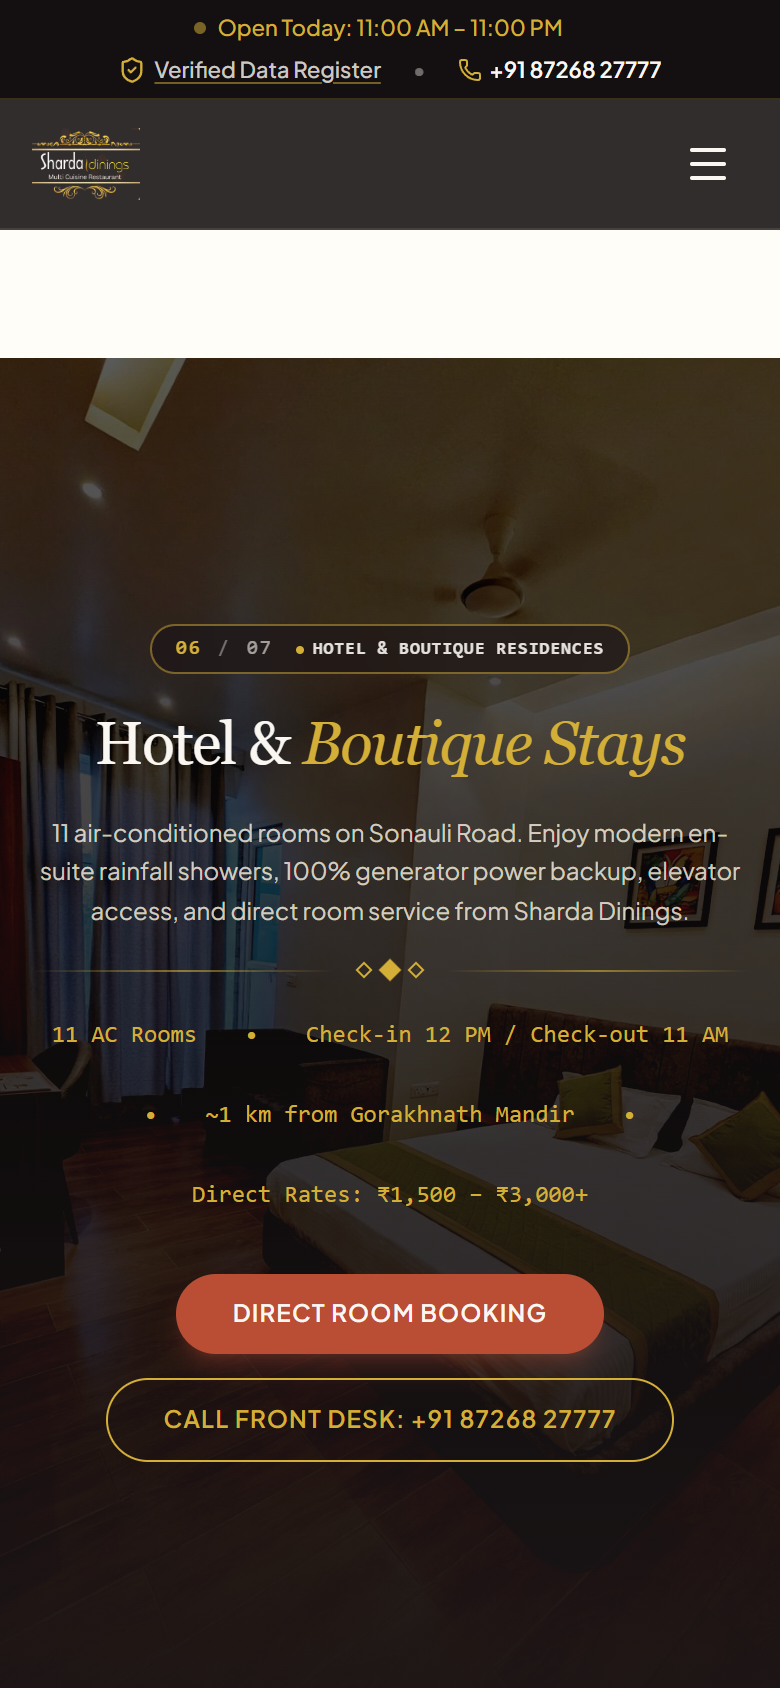 Open Today: 11:00 AM – 11:00 PM
Verified Data Register • +91 87268 27777
Sharda dinings
Multi Cuisine Restaurant
06 / 07 • HOTEL & BOUTIQUE RESIDENCES
Hotel & Boutique Stays
11 air-conditioned rooms on Sonauli Road. Enjoy modern en-
suite rainfall showers, 100% generator power backup, elevator
access, and direct room service from Sharda Dinings.
11 AC Rooms • Check-in 12 PM / Check-out 11 AM
• ~1 km from Gorakhnath Mandir •
Direct Rates: ₹1,500 – ₹3,000+
DIRECT ROOM BOOKING
CALL FRONT DESK: +91 87268 27777